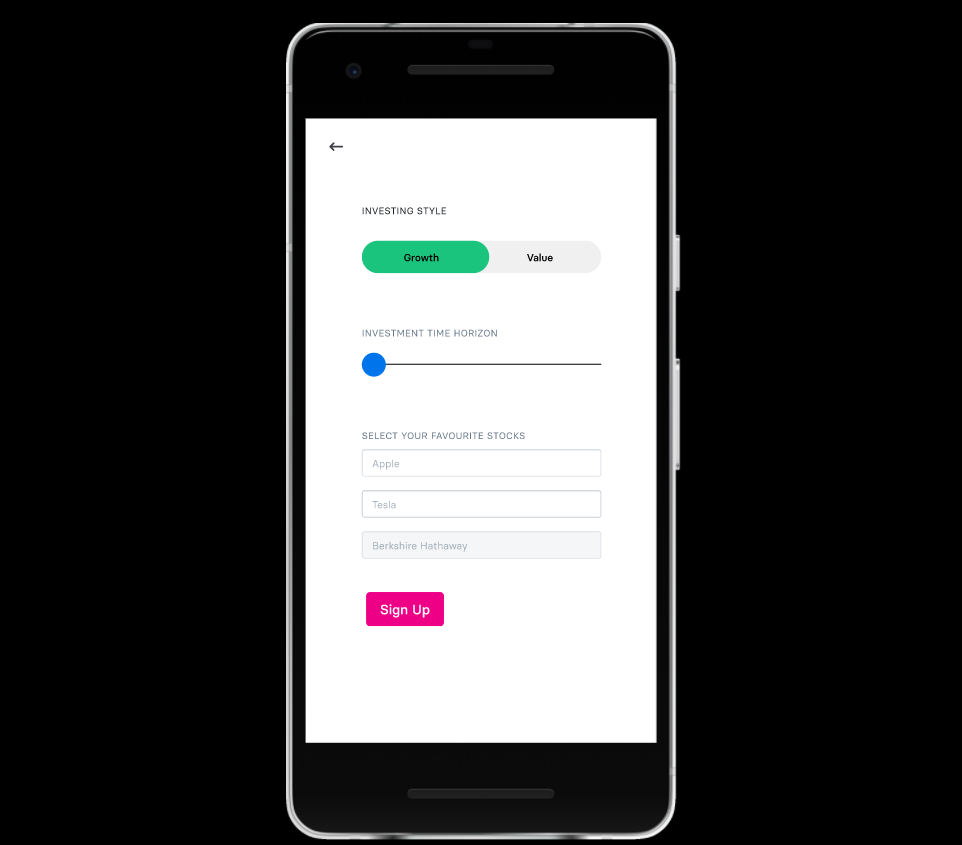 INVESTING STYLE
Growth Value
INVESTMENT TIME HORIZON
SELECT YOUR FAVOURITE STOCKS
Apple
Tesla
Berkshire Hathaway
Sign Up